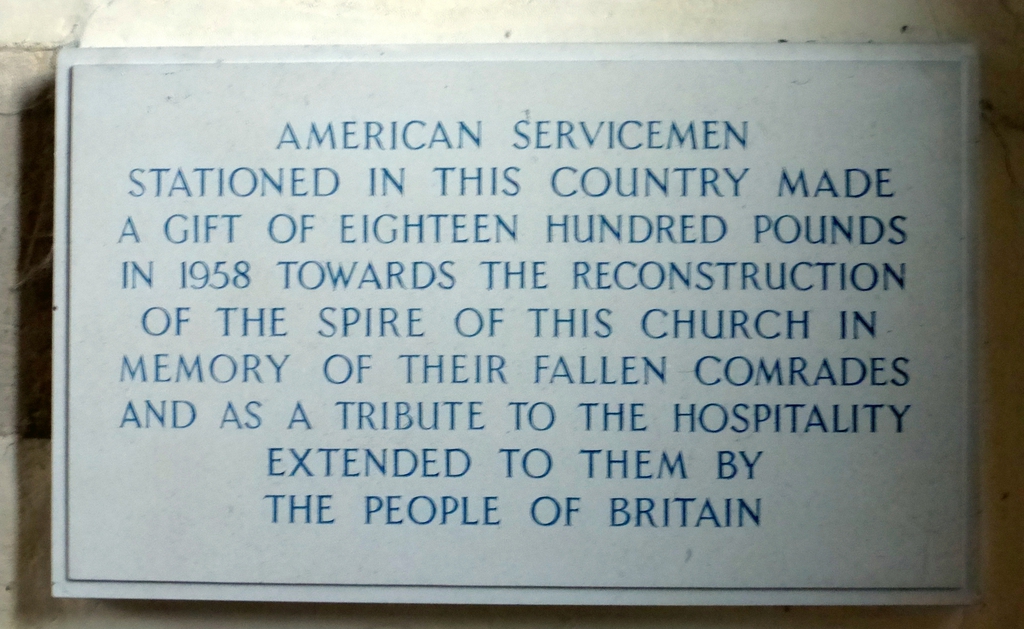 AMERICAN SERVICEMEN
STATIONED IN THIS COUNTRY MADE
A GIFT OF EIGHTEEN HUNDRED POUNDS
IN 1958 TOWARDS THE RECONSTRUCTION
OF THE SPIRE OF THIS CHURCH IN
MEMORY OF THEIR FALLEN COMRADES
AND AS A TRIBUTE TO THE HOSPITALITY
EXTENDED TO THEM BY
THE PEOPLE OF BRITAIN